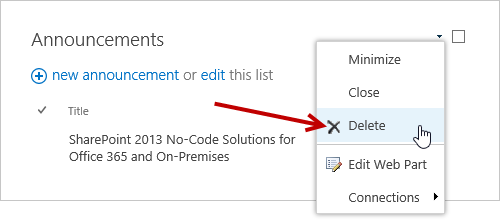 Announcements
new announcement or edit this list
Title
SharePoint 2013 No-Code Solutions for
Office 365 and On-Premises
Minimize
Close
Delete
Edit Web Part
Connections